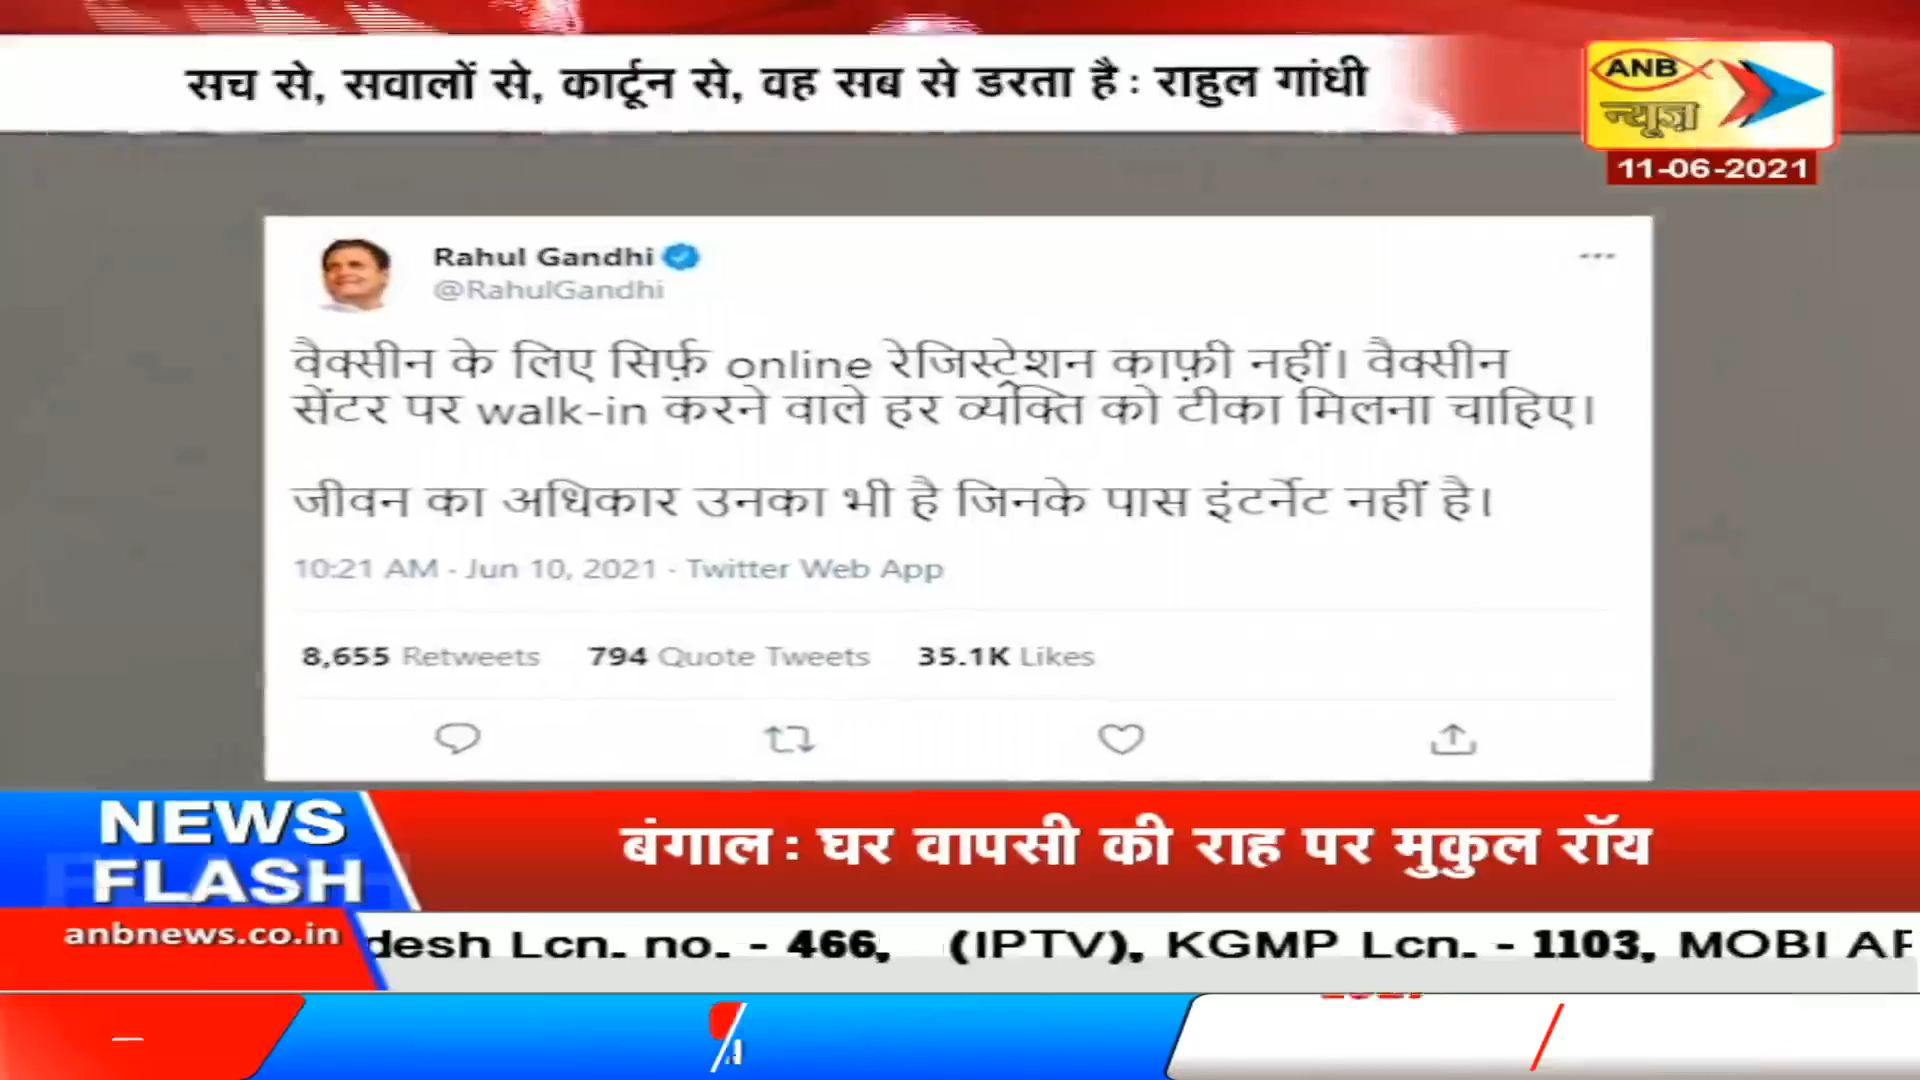 सच से, सवालों से, कार्टून से, वह सब से डरता है : राहुल गांधी
ANB
न्यूज़
11-06-2021
Rahul Gandhi
@RahulGandhi
वैक्सीन के लिए सिर्फ़ online रेजिस्ट्रेशन काफ़ी नहीं। वैक्सीन
सेंटर पर walk-in करने वाले हर व्यक्ति को टीका मिलना चाहिए।
जीवन का अधिकार उनका भी है जिनके पास इंटर्नेट नहीं है।
10:21 AM - Jun 10, 2021 - Twitter Web App
8,655 Retweets 794 Quote Tweets 35.1K Likes
NEWS
FLASH
बंगाल : घर वापसी की राह पर मुकुल रॉय
anbnews.co.in
desh Lcn. no. - 466, (IPTV), KGMP Lcn. - 1103, MOBI